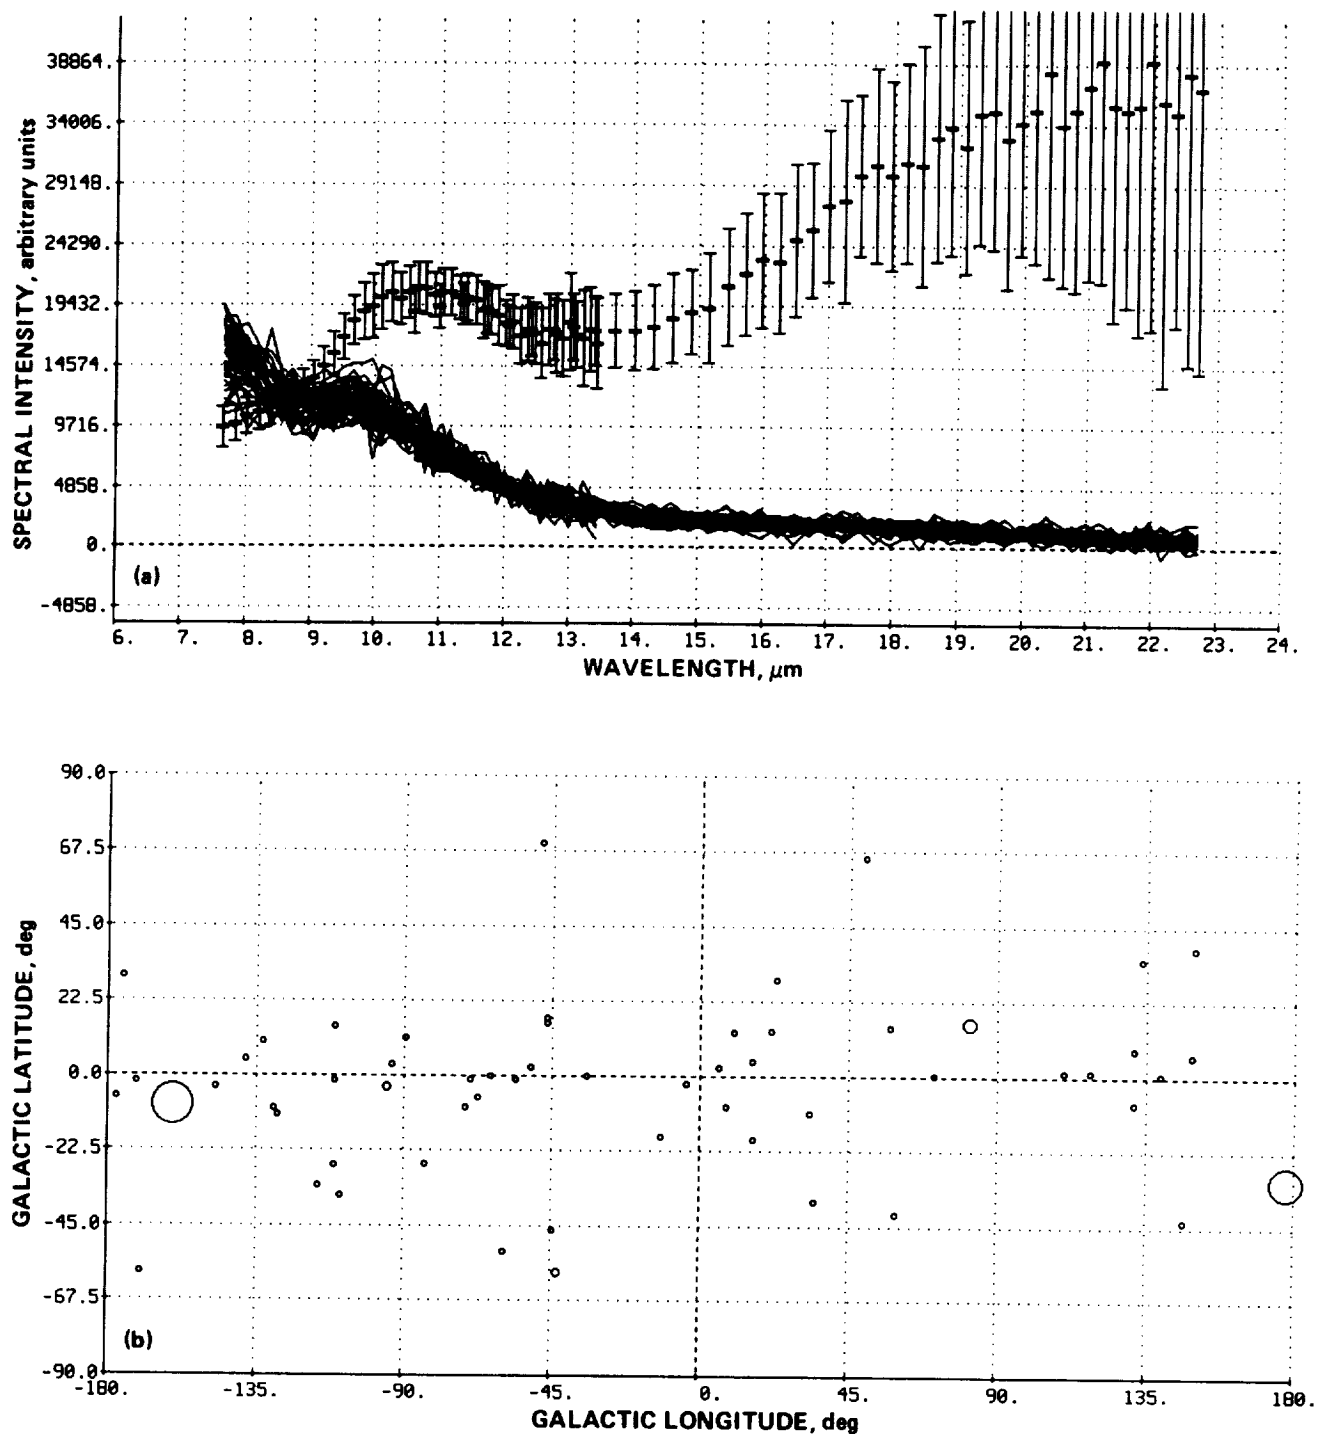 38864.
34006.
29148.
24290.
19432.
14574.
9716.
4858.
0.
-4858.
SPECTRAL INTENSITY, arbitrary units
(a)
6. 7. 8. 9. 10. 11. 12. 13. 14. 15. 16. 17. 18. 19. 20. 21. 22. 23. 24.
WAVELENGTH, μm
90.0
67.5
45.0
22.5
0.0
-22.5
-45.0
-67.5
-90.0
GALACTIC LATITUDE, deg
(b)
-180. -135. -90. -45. 0. 45. 90. 135. 180.
GALACTIC LONGITUDE, deg